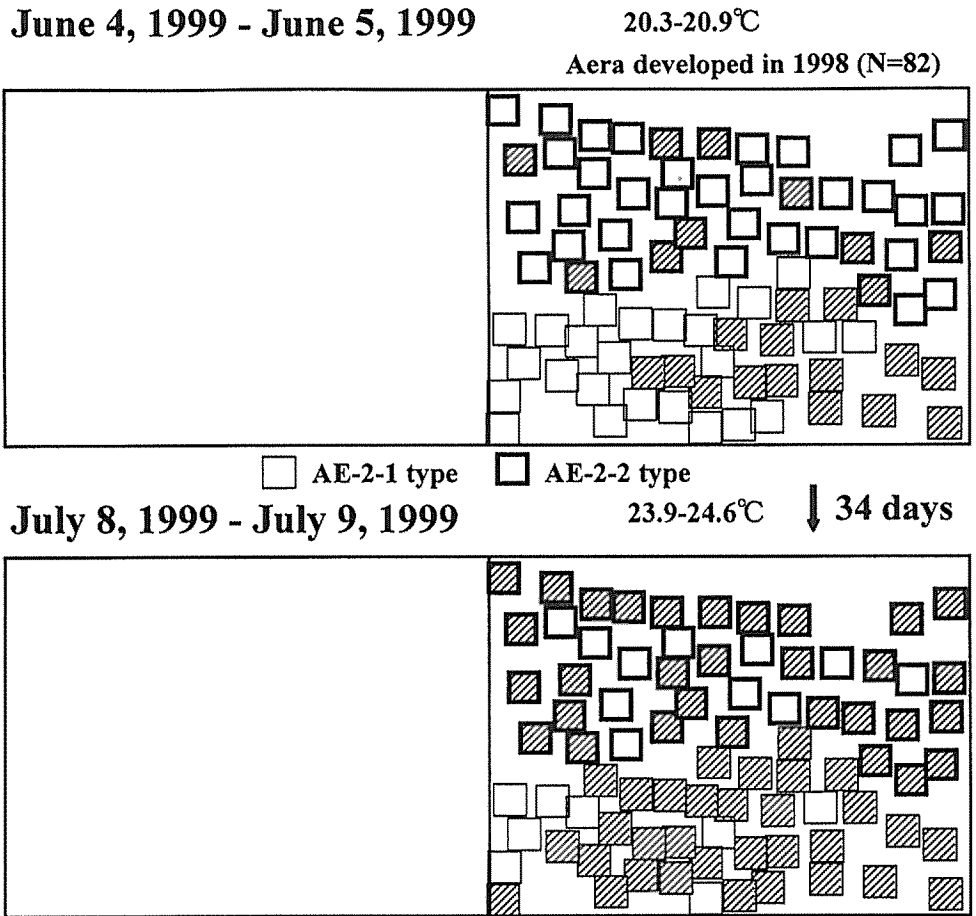 June 4, 1999 - June 5, 1999 20.3-20.9℃
Aera developed in 1998 (N=82)
AE-2-1 type AE-2-2 type
July 8, 1999 - July 9, 1999 23.9-24.6℃ 34 days